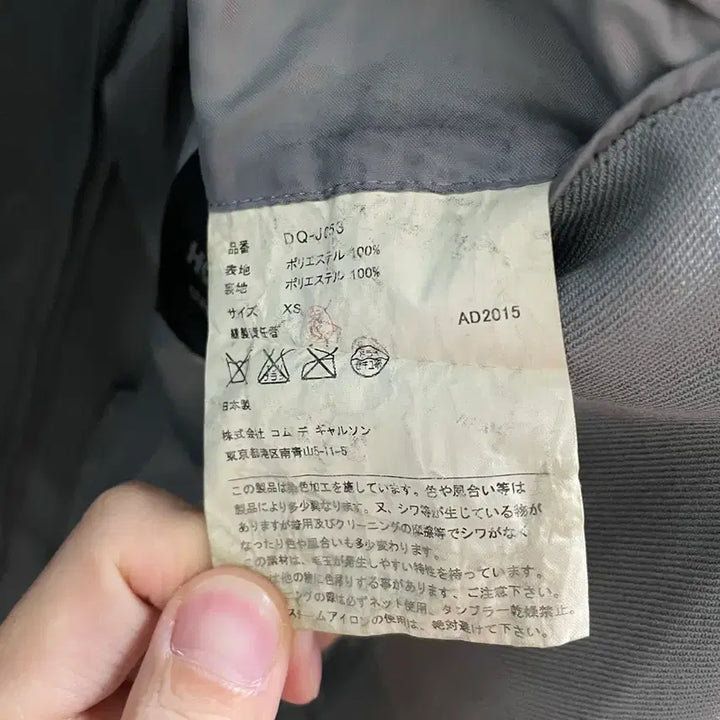 品番 DQ-J053
表地 ポリエステル 100%
裏地 ポリエステル 100%
サイズ XS
AD2015
縫製責任者
日本製
株式会社 コム デ ギャルソン
東京都港区南青山5-11-5
この製品は染色加工を施しています。色や風合い等は
製品により多少異なります。又、シワ等が生じている物が
ありますが着用及びクリーニングの摩擦等でシワがなく
なったり色や風合いも多少変わります。
この素材は、毛玉が発生しやすい特性を持っています。
は他の物に色移りする事があります、ご注意下さい。
ニングの際は必ずネット使用、タンブラー乾燥禁止。
スチームアイロンの使用は、絶対避けて下さい。